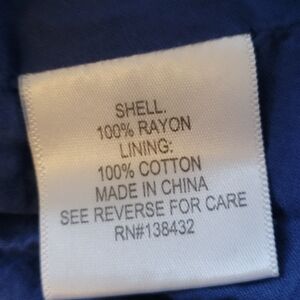 SHELL.
100% RAYON
LINING:
100% COTTON
MADE IN CHINA
SEE REVERSE FOR CARE
RN#138432